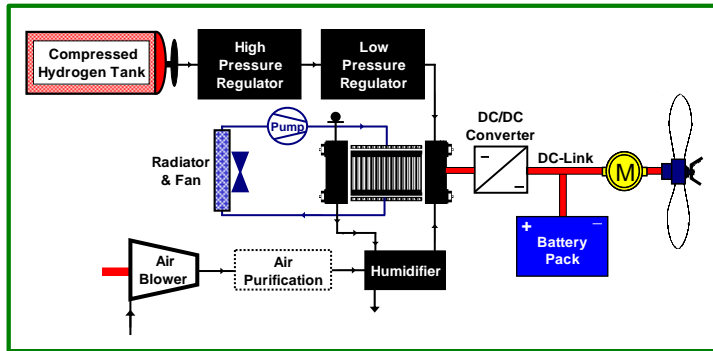 Compressed
Hydrogen Tank
High
Pressure
Regulator
Low
Pressure
Regulator
Pump
Radiator
& Fan
DC/DC
Converter
DC-Link
M
+ −
Battery
Pack
Air
Blower
Air
Purification
Humidifier